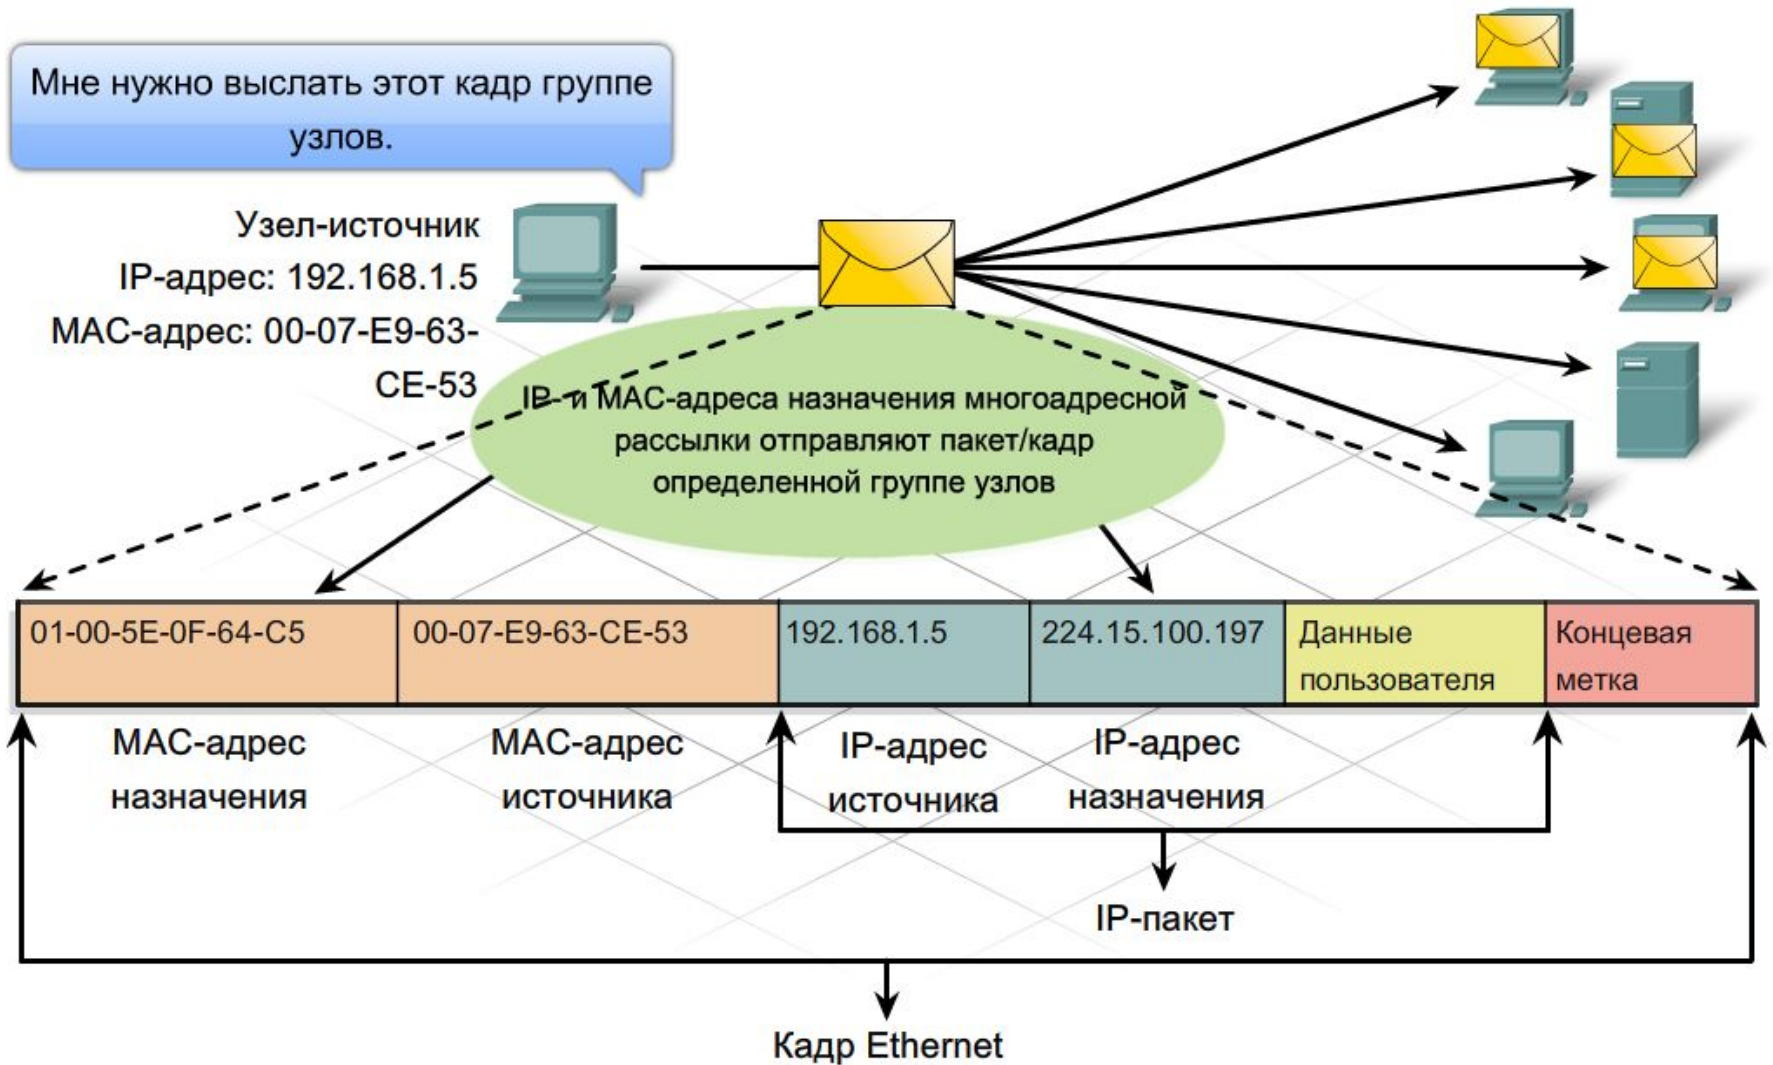 Мне нужно выслать этот кадр группе
узлов.
Узел-источник
IP-адрес: 192.168.1.5
MAC-адрес: 00-07-E9-63-
CE-53
IP- и MAC-адреса назначения многоадресной
рассылки отправляют пакет/кадр
определенной группе узлов
01-00-5E-0F-64-C5
00-07-E9-63-CE-53
192.168.1.5
224.15.100.197
Данные
пользователя
Концевая
метка
MAC-адрес
назначения
MAC-адрес
источника
IP-адрес
источника
IP-адрес
назначения
IP-пакет
Кадр Ethernet